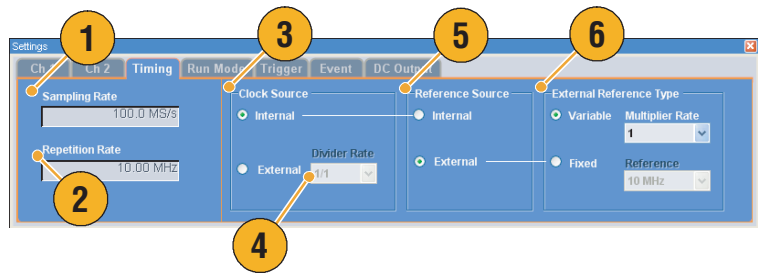 1 3 5 6
Settings
Ch 1 Ch 2 Timing Run Mode Trigger Event DC Output
Sampling Rate
100.0 MS/s
Repetition Rate
10.00 MHz
2
Clock Source
Internal
External
Divider Rate
1/1
4
Reference Source
Internal
External
External Reference Type
Variable
Multiplier Rate
1
Fixed
Reference
10 MHz